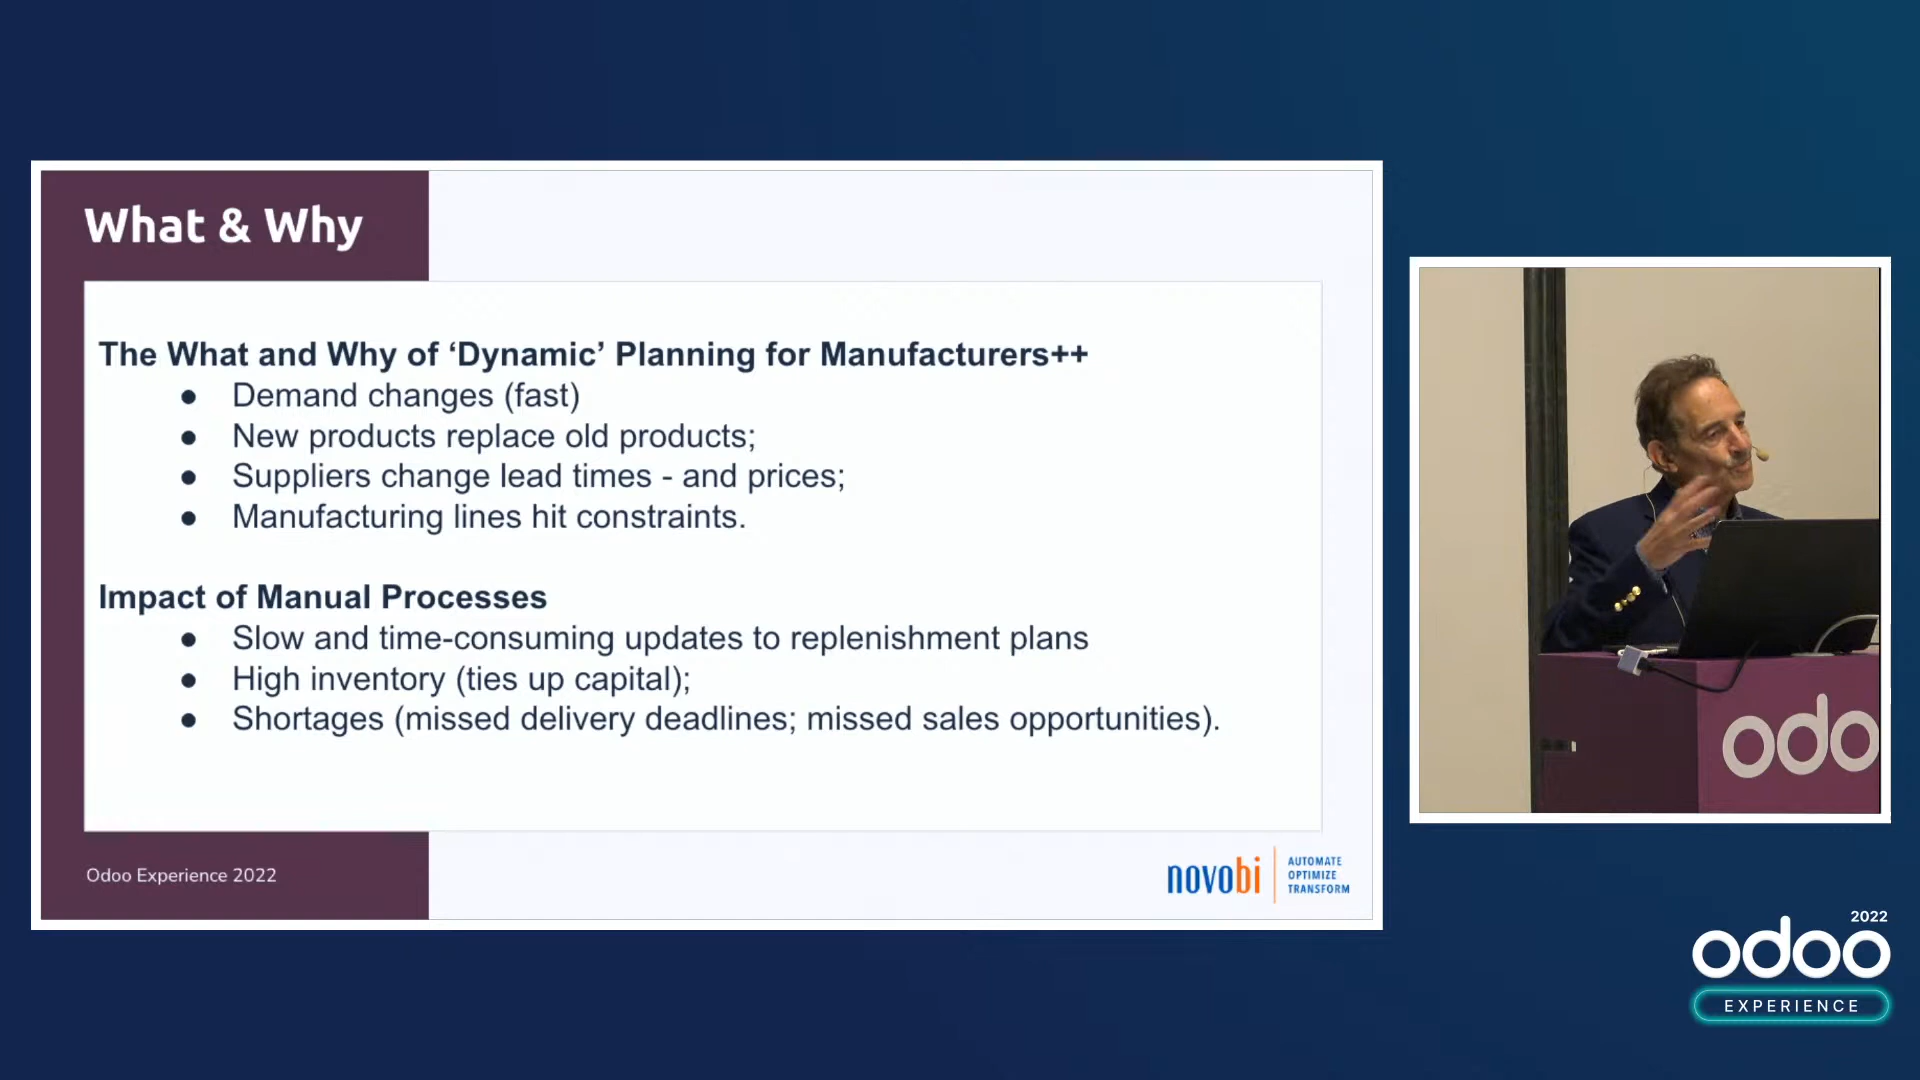 What & Why
The What and Why of ‘Dynamic’ Planning for Manufacturers++
● Demand changes (fast)
● New products replace old products;
● Suppliers change lead times - and prices;
● Manufacturing lines hit constraints.
Impact of Manual Processes
● Slow and time-consuming updates to replenishment plans
● High inventory (ties up capital);
● Shortages (missed delivery deadlines; missed sales opportunities).
Odoo Experience 2022
novobi
AUTOMATE
OPTIMIZE
TRANSFORM
odo
2022
odoo
EXPERIENCE